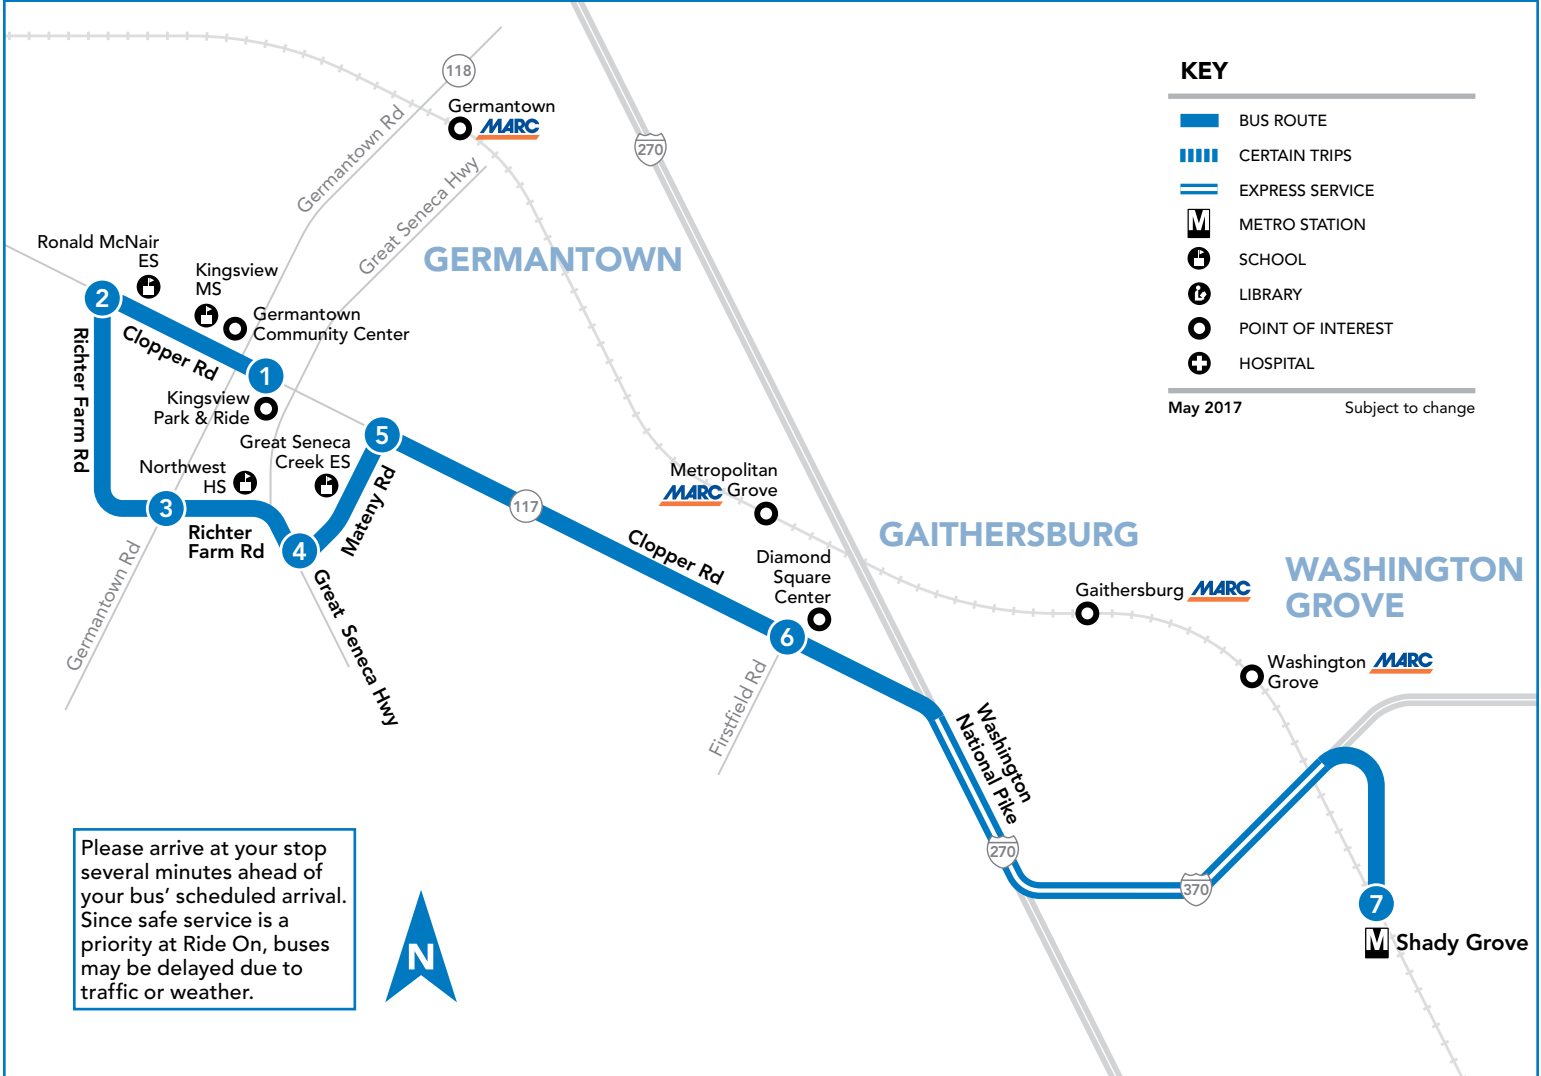 118
Germantown
MARC
Germantown Rd
Great Seneca Hwy
270
GERMANTOWN
KEY
BUS ROUTE
CERTAIN TRIPS
EXPRESS SERVICE
M METRO STATION
SCHOOL
LIBRARY
POINT OF INTEREST
HOSPITAL
May 2017 Subject to change
Ronald McNair
ES
Kingsview
MS
Germantown
Community Center
2
Clopper Rd
1
Richter Farm Rd
Kingsview
Park & Ride
Great Seneca
Creek ES
5
Northwest
HS
3
Richter
Farm Rd
4
Mateny Rd
Germantown Rd
Great Seneca Hwy
117
Clopper Rd
Metropolitan
MARC Grove
Diamond
Square
Center
6
Firstfield Rd
GAITHERSBURG
Gaithersburg MARC
WASHINGTON
GROVE
Washington MARC
Grove
Washington
National Pike
270
370
7
M Shady Grove
Please arrive at your stop
several minutes ahead of
your bus’ scheduled arrival.
Since safe service is a
priority at Ride On, buses
may be delayed due to
traffic or weather.
N